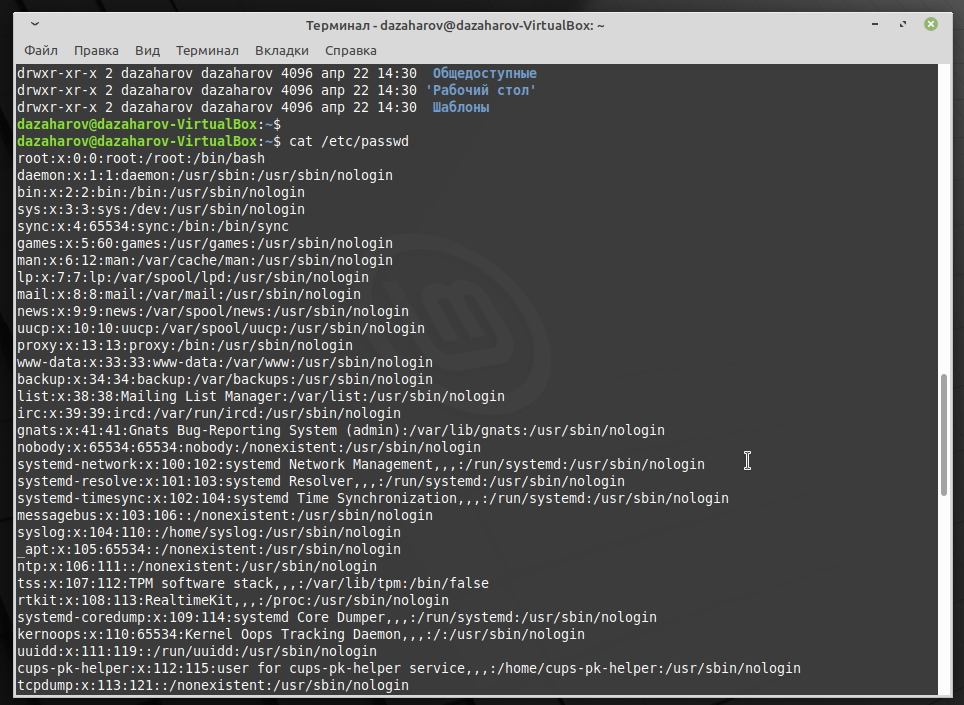 Терминал - dazaharov@dazaharov-VirtualBox: ~
Файл Правка Вид Терминал Вкладки Справка
drwxr-xr-x 2 dazaharov dazaharov 4096 апр 22 14:30  Общедоступные
drwxr-xr-x 2 dazaharov dazaharov 4096 апр 22 14:30 'Рабочий стол'
drwxr-xr-x 2 dazaharov dazaharov 4096 апр 22 14:30  Шаблоны
dazaharov@dazaharov-VirtualBox:~$
dazaharov@dazaharov-VirtualBox:~$ cat /etc/passwd
root:x:0:0:root:/root:/bin/bash
daemon:x:1:1:daemon:/usr/sbin:/usr/sbin/nologin
bin:x:2:2:bin:/bin:/usr/sbin/nologin
sys:x:3:3:sys:/dev:/usr/sbin/nologin
sync:x:4:65534:sync:/bin:/bin/sync
games:x:5:60:games:/usr/games:/usr/sbin/nologin
man:x:6:12:man:/var/cache/man:/usr/sbin/nologin
lp:x:7:7:lp:/var/spool/lpd:/usr/sbin/nologin
mail:x:8:8:mail:/var/mail:/usr/sbin/nologin
news:x:9:9:news:/var/spool/news:/usr/sbin/nologin
uucp:x:10:10:uucp:/var/spool/uucp:/usr/sbin/nologin
proxy:x:13:13:proxy:/bin:/usr/sbin/nologin
www-data:x:33:33:www-data:/var/www:/usr/sbin/nologin
backup:x:34:34:backup:/var/backups:/usr/sbin/nologin
list:x:38:38:Mailing List Manager:/var/list:/usr/sbin/nologin
irc:x:39:39:ircd:/var/run/ircd:/usr/sbin/nologin
gnats:x:41:41:Gnats Bug-Reporting System (admin):/var/lib/gnats:/usr/sbin/nologin
nobody:x:65534:65534:nobody:/nonexistent:/usr/sbin/nologin
systemd-network:x:100:102:systemd Network Management,,,:/run/systemd:/usr/sbin/nologin
systemd-resolve:x:101:103:systemd Resolver,,,:/run/systemd:/usr/sbin/nologin
systemd-timesync:x:102:104:systemd Time Synchronization,,,:/run/systemd:/usr/sbin/nologin
messagebus:x:103:106::/nonexistent:/usr/sbin/nologin
syslog:x:104:110::/home/syslog:/usr/sbin/nologin
_apt:x:105:65534::/nonexistent:/usr/sbin/nologin
ntp:x:106:111::/nonexistent:/usr/sbin/nologin
tss:x:107:112:TPM software stack,,,:/var/lib/tpm:/bin/false
rtkit:x:108:113:RealtimeKit,,,:/proc:/usr/sbin/nologin
systemd-coredump:x:109:114:systemd Core Dumper,,,:/run/systemd:/usr/sbin/nologin
kernoops:x:110:65534:Kernel Oops Tracking Daemon,,,:/:/usr/sbin/nologin
uuidd:x:111:119::/run/uuidd:/usr/sbin/nologin
cups-pk-helper:x:112:115:user for cups-pk-helper service,,,:/home/cups-pk-helper:/usr/sbin/nologin
tcpdump:x:113:121::/nonexistent:/usr/sbin/nologin